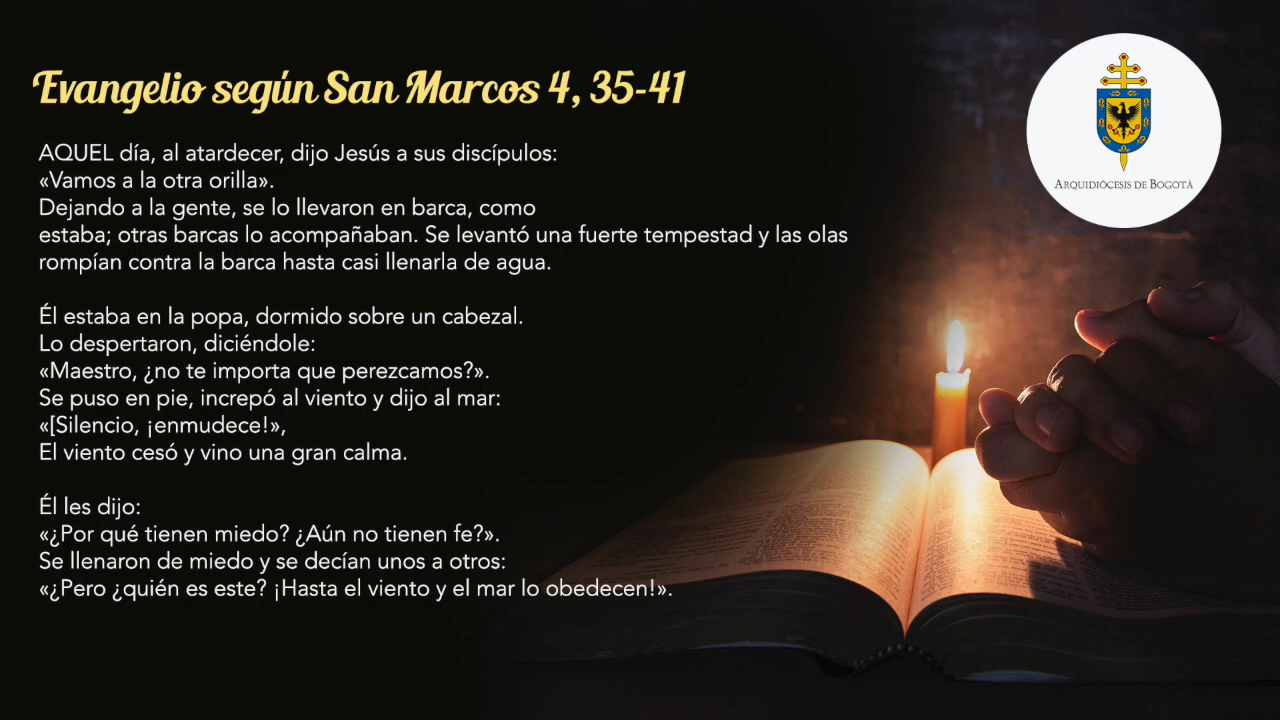 Evangelio según San Marcos 4, 35-41
ARQUIDIÓCESIS DE BOGOTÁ
AQUEL día, al atardecer, dijo Jesús a sus discípulos:
«Vamos a la otra orilla».
Dejando a la gente, se lo llevaron en barca, como
estaba; otras barcas lo acompañaban. Se levantó una fuerte tempestad y las olas
rompían contra la barca hasta casi llenarla de agua.
Él estaba en la popa, dormido sobre un cabezal.
Lo despertaron, diciéndole:
«Maestro, ¿no te importa que perezcamos?».
Se puso en pie, increpó al viento y dijo al mar:
«[Silencio, ¡enmudece!»,
El viento cesó y vino una gran calma.
Él les dijo:
«¿Por qué tienen miedo? ¿Aún no tienen fe?».
Se llenaron de miedo y se decían unos a otros:
«¿Pero ¿quién es este? ¡Hasta el viento y el mar lo obedecen!».